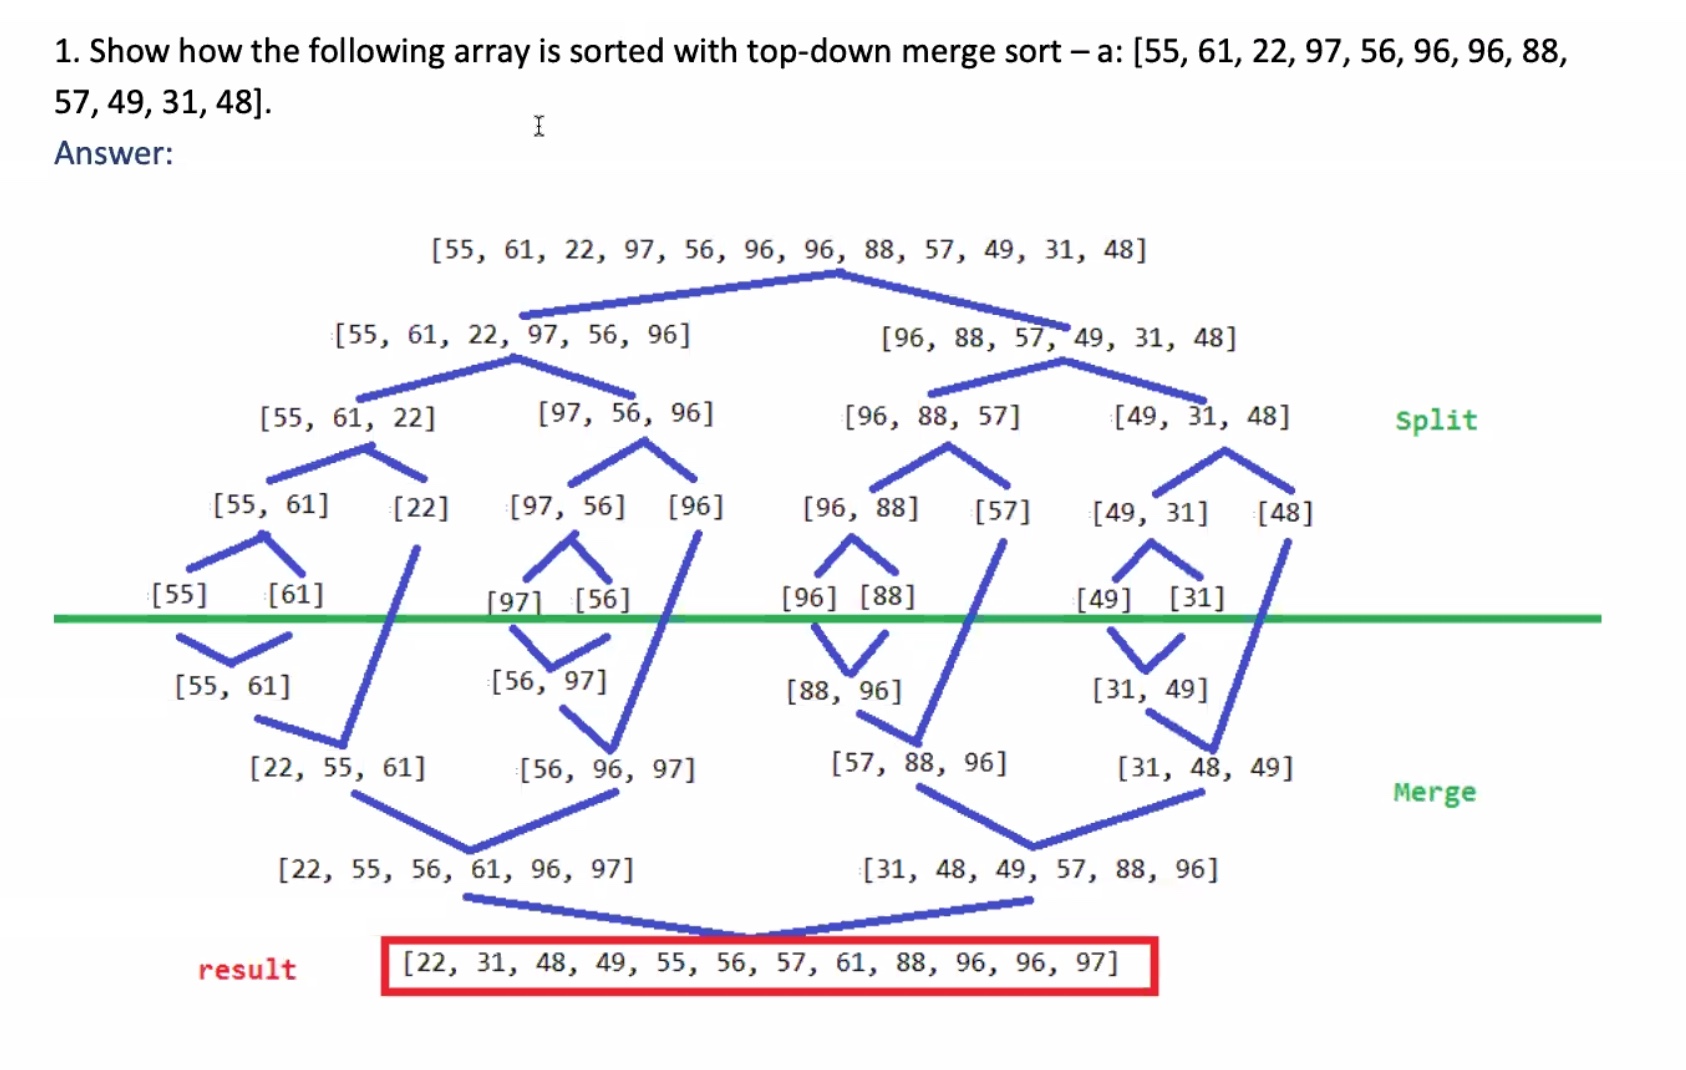 1. Show how the following array is sorted with top-down merge sort – a: [55, 61, 22, 97, 56, 96, 96, 88,
57, 49, 31, 48].
Answer:
[55, 61, 22, 97, 56, 96, 96, 88, 57, 49, 31, 48]
[55, 61, 22, 97, 56, 96] [96, 88, 57, 49, 31, 48]
[55, 61, 22] [97, 56, 96] [96, 88, 57] [49, 31, 48] Split
[55, 61] [22] [97, 56] [96] [96, 88] [57] [49, 31] [48]
[55] [61] [97] [56] [96] [88] [49] [31]
[55, 61] [56, 97] [88, 96] [31, 49]
[22, 55, 61] [56, 96, 97] [57, 88, 96] [31, 48, 49] Merge
[22, 55, 56, 61, 96, 97] [31, 48, 49, 57, 88, 96]
result [22, 31, 48, 49, 55, 56, 57, 61, 88, 96, 96, 97]